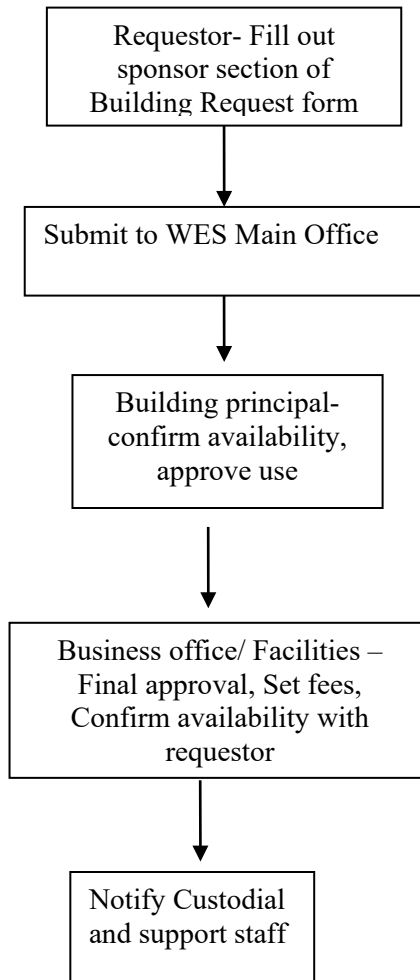 Requestor- Fill out
sponsor section of
Building Request form
Submit to WES Main Office
Building principal-
confirm availability,
approve use
Business office/ Facilities –
Final approval, Set fees,
Confirm availability with
requestor
Notify Custodial
and support staff